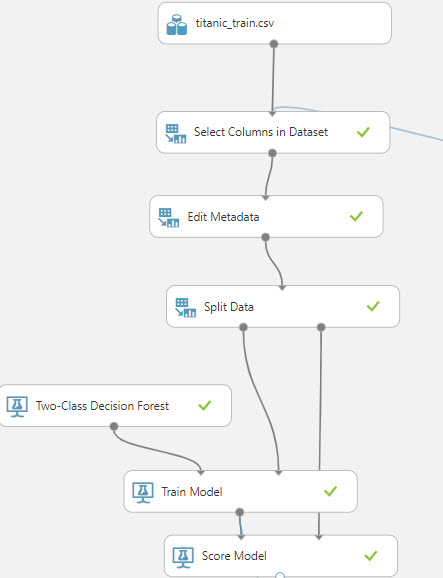 titanic_train.csv
Select Columns in Dataset
Edit Metadata
Split Data
Two-Class Decision Forest
Train Model
Score Model